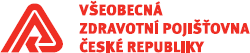 VŠEOBECNÁ
ZDRAVOTNÍ POJIŠŤOVNA
ČESKÉ REPUBLIKY